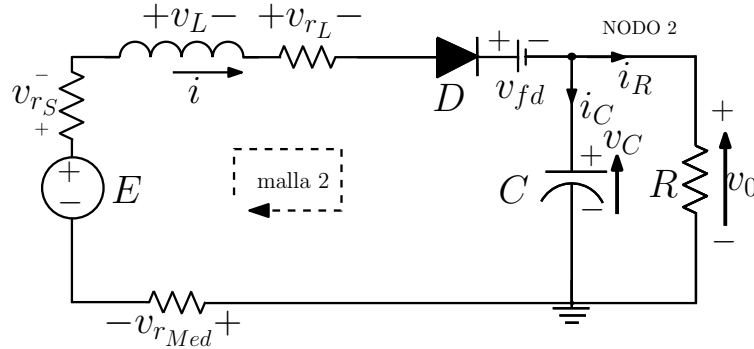 +v_L− +v_{r_L}−
NODO 2
+ −
i
D
v_{fd}
i_R
−
v_{r_S}
+
i_C
v_C
+
+
−
E
malla 2
C
+
−
R
v_0
−
−v_{r_{Med}}+